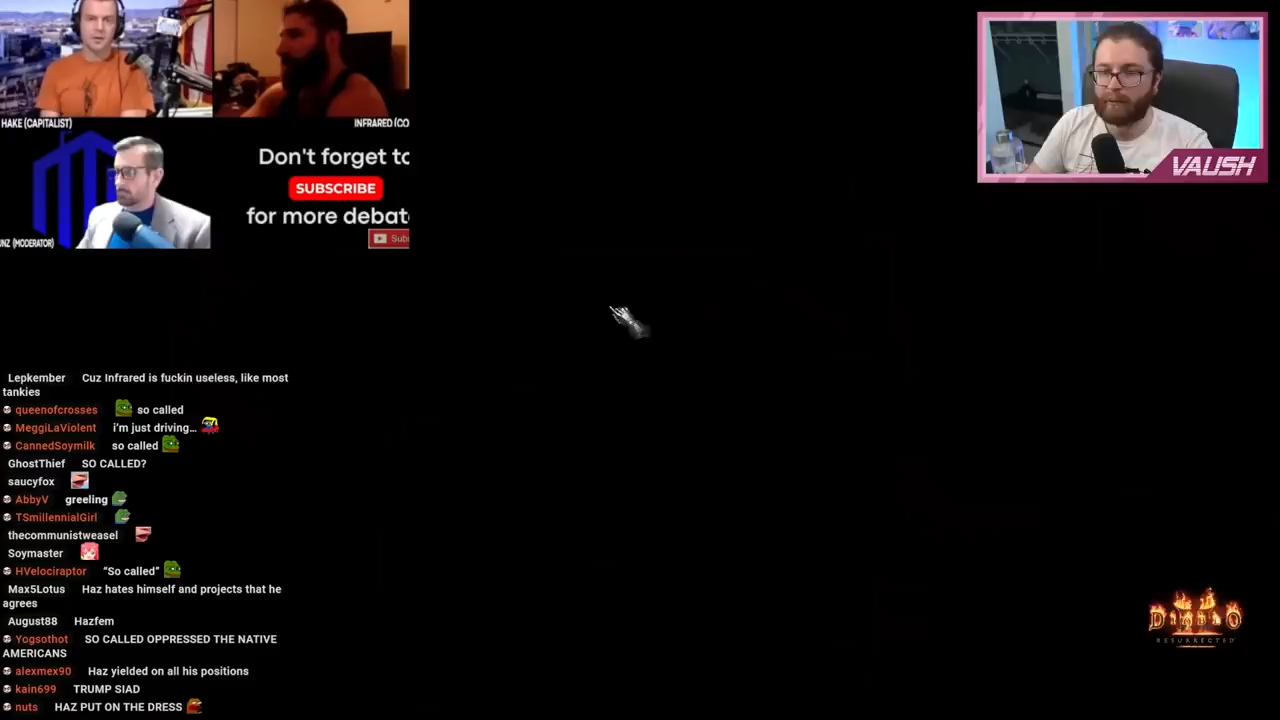 HAKE (CAPITALIST)
INFRARED (CO
Don't forget to
SUBSCRIBE
for more debat
Subs
NZ (MODERATOR)
VAUSH
Lepkember Cuz Infrared is fuckin useless, like most
tankies
queenofcrosses so called
MeggiLaViolent i'm just driving…
CannedSoymilk so called
GhostThief SO CALLED?
saucyfox
AbbyV greeling
TSmillennialGirl
thecommunistweasel
Soymaster
HVelociraptor “So called”
Max5Lotus Haz hates himself and projects that he
agrees
August88 Hazfem
Yogsothot SO CALLED OPPRESSED THE NATIVE
AMERICANS
alexmex90 Haz yielded on all his positions
kain699 TRUMP SIAD
nuts HAZ PUT ON THE DRESS
DIABLO II
RESURRECTED